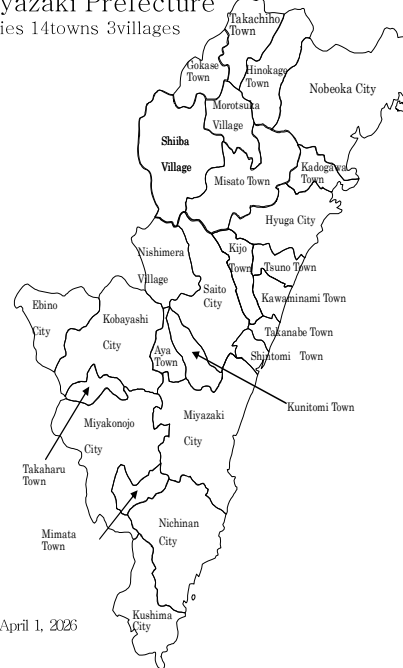 yazaki Prefecture
ies 14towns 3villages
Takachiho
Town
Gokase
Town
Hinokage
Town
Nobeoka City
Morotsuka
Village
Shiiba
Village
Misato Town
Kadogawa
Town
Hyuga City
Nishimera
Village
Kijo
Town
Tsuno Town
Saito
City
Kawaminami Town
Ebino
City
Kobayashi
City
Takanabe Town
Aya
Town
Shintomi Town
Kunitomi Town
Miyakonojo
City
Miyazaki
City
Takaharu
Town
Mimata
Town
Nichinan
City
Kushima
City
April 1, 2026